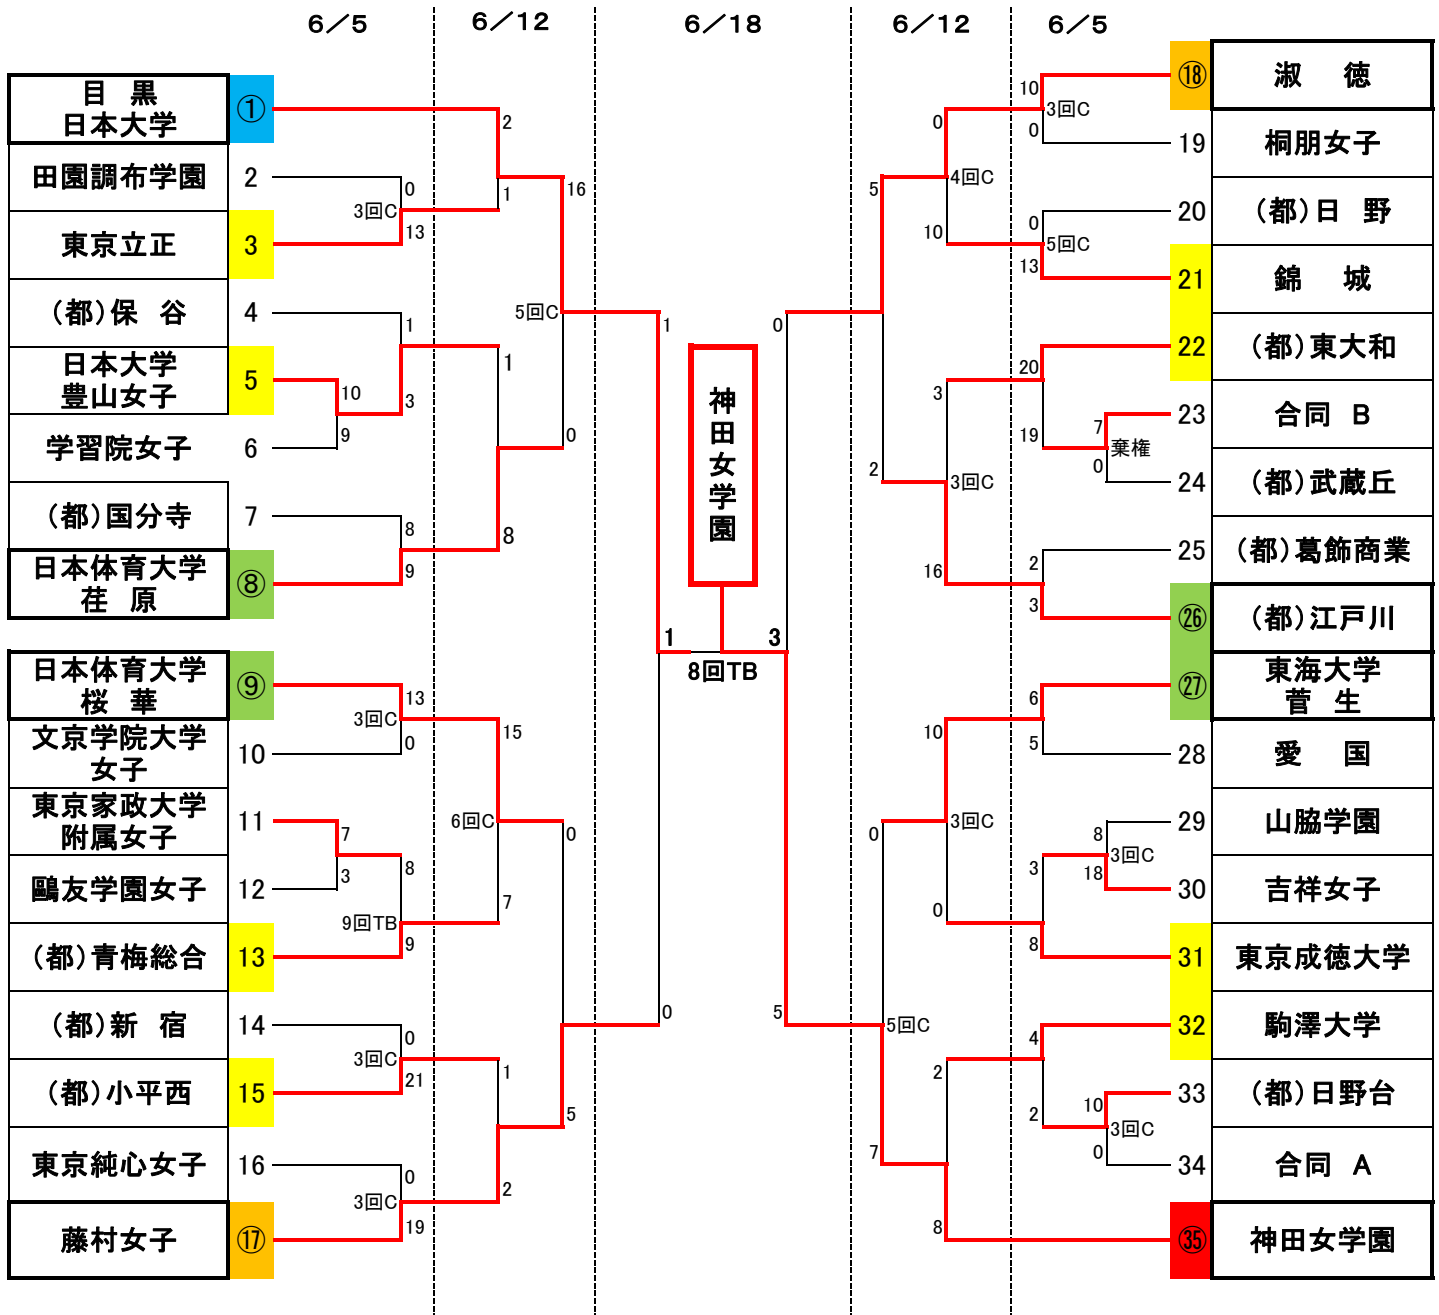 6／5
6／12
6／18
6／12
6／5
目　黒
日本大学
①
田園調布学園
2
東京立正
3
（都）保　谷
4
日本大学
豊山女子
5
学習院女子
6
（都）国分寺
7
日本体育大学
荏　原
⑧
日本体育大学
桜　華
⑨
文京学院大学
女子
10
東京家政大学
附属女子
11
鷗友学園女子
12
（都）青梅総合
13
（都）新　宿
14
（都）小平西
15
東京純心女子
16
藤村女子
⑰
0
3回C
13
1
10
3
9
8
9
13
3回C
0
7
8
3
9回TB
9
0
3回C
21
0
3回C
19
2
1
1
8
15
6回C
7
1
2
16
5回C
0
0
5
1
0
神田女学園
1
3
8回TB
0
5
5
2
0
5回C
7
0
4回C
10
3
3回C
16
10
3回C
0
2
8
10
3回C
0
0
5回C
13
20
7
19
棄権
0
2
3
6
5
8
3回C
3
18
8
4
10
2
3回C
0
⑱
淑　徳
19
桐朋女子
20
（都）日　野
21
錦　城
22
（都）東大和
23
合同　B
24
（都）武蔵丘
25
（都）葛飾商業
㉖
（都）江戸川
㉗
東海大学
菅　生
28
愛　国
29
山脇学園
30
吉祥女子
31
東京成徳大学
32
駒澤大学
33
（都）日野台
34
合同　A
㉟
神田女学園